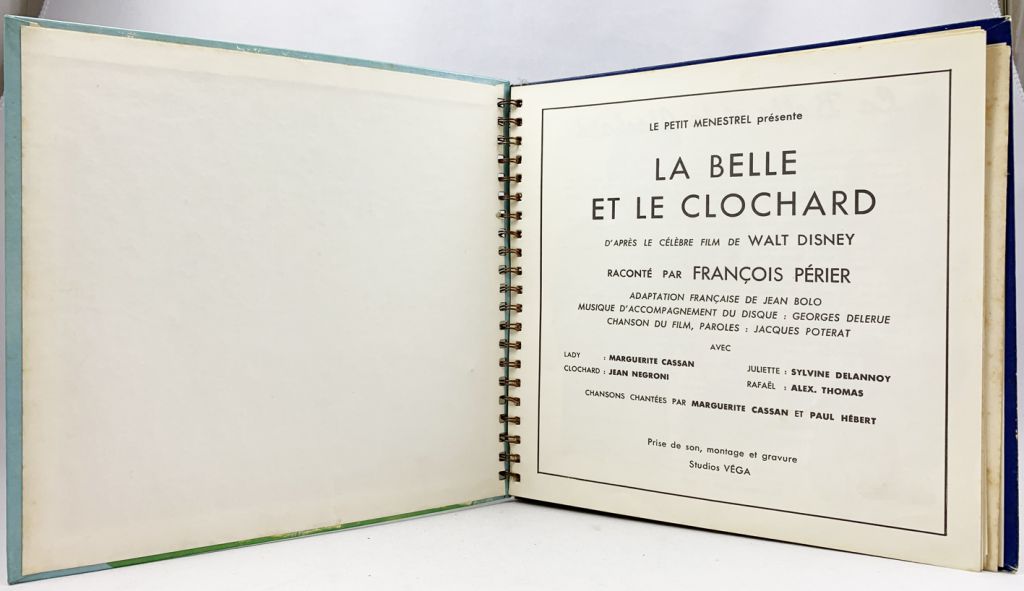 LE PETIT MENESTREL présente
LA BELLE
ET LE CLOCHARD
D'APRÈS LE CÉLÈBRE FILM DE WALT DISNEY
RACONTÉ PAR FRANÇOIS PÉRIER
ADAPTATION FRANÇAISE DE JEAN BOLO
MUSIQUE D'ACCOMPAGNEMENT DU DISQUE : GEORGES DELERUE
CHANSON DU FILM, PAROLES : JACQUES POTERAT
AVEC
LADY : MARGUERITE CASSAN
CLOCHARD : JEAN NEGRONI
JULIETTE : SYLVINE DELANNOY
RAFAËL : ALEX. THOMAS
CHANSONS CHANTÉES PAR MARGUERITE CASSAN ET PAUL HÉBERT
Prise de son, montage et gravure
Studios VÉGA